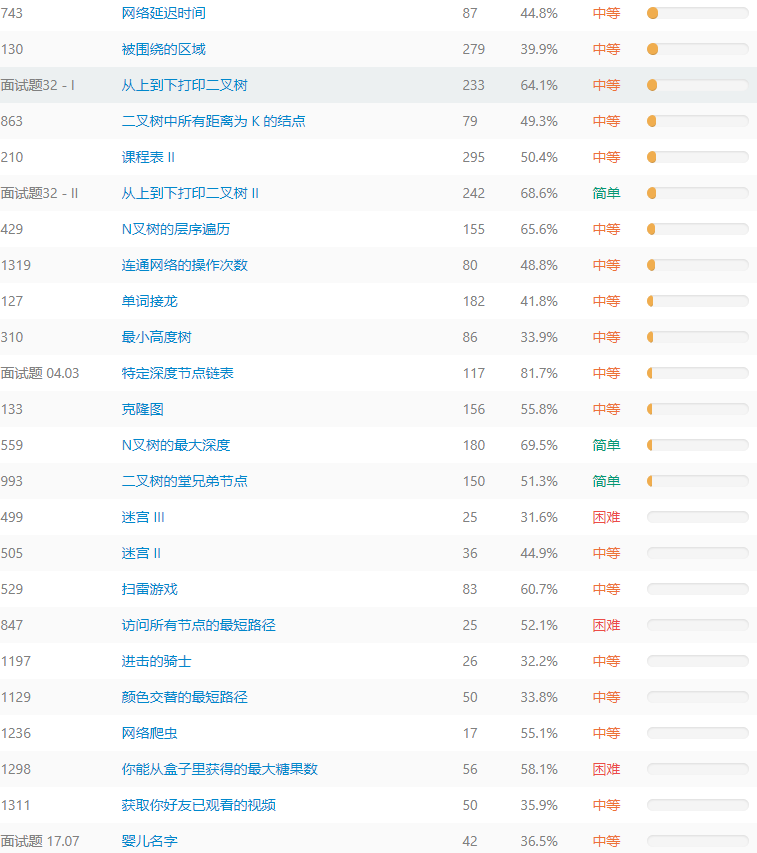 743 网络延迟时间 87 44.8% 中等
130 被围绕的区域 279 39.9% 中等
面试题32 - I 从上到下打印二叉树 233 64.1% 中等
863 二叉树中所有距离为 K 的结点 79 49.3% 中等
210 课程表 II 295 50.4% 中等
面试题32 - II 从上到下打印二叉树 II 242 68.6% 简单
429 N叉树的层序遍历 155 65.6% 中等
1319 连通网络的操作次数 80 48.8% 中等
127 单词接龙 182 41.8% 中等
310 最小高度树 86 33.9% 中等
面试题 04.03 特定深度节点链表 117 81.7% 中等
133 克隆图 156 55.8% 中等
559 N叉树的最大深度 180 69.5% 简单
993 二叉树的堂兄弟节点 150 51.3% 简单
499 迷宫 III 25 31.6% 困难
505 迷宫 II 36 44.9% 中等
529 扫雷游戏 83 60.7% 中等
847 访问所有节点的最短路径 25 52.1% 困难
1197 进击的骑士 26 32.2% 中等
1129 颜色交替的最短路径 50 33.8% 中等
1236 网络爬虫 17 55.1% 中等
1298 你能从盒子里获得的最大糖果数 56 58.1% 困难
1311 获取你好友已观看的视频 50 35.9% 中等
面试题 17.07 婴儿名字 42 36.5% 中等